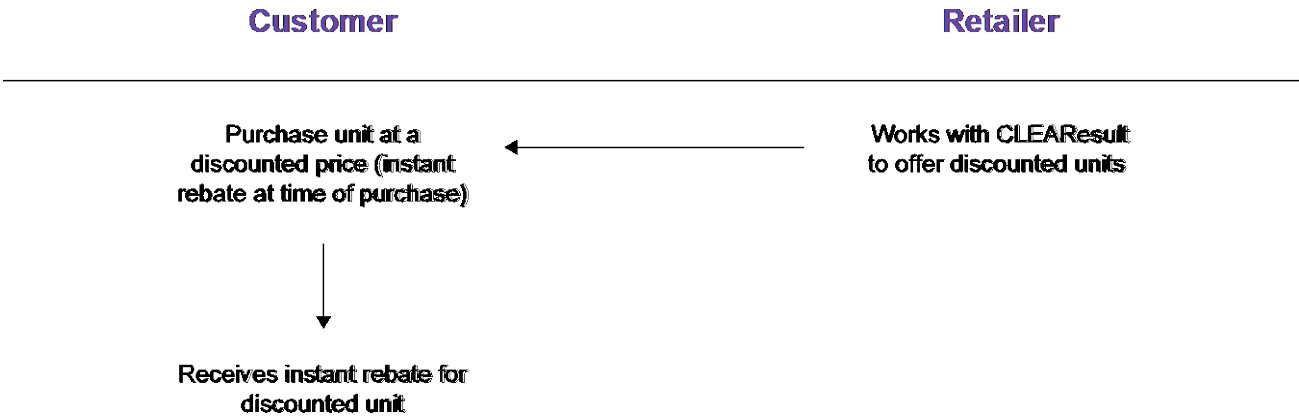 Customer
Retailer
Purchase unit at a
discounted price (instant
rebate at time of purchase)
Works with CLEAResult
to offer discounted units
Receives instant rebate for
discounted unit